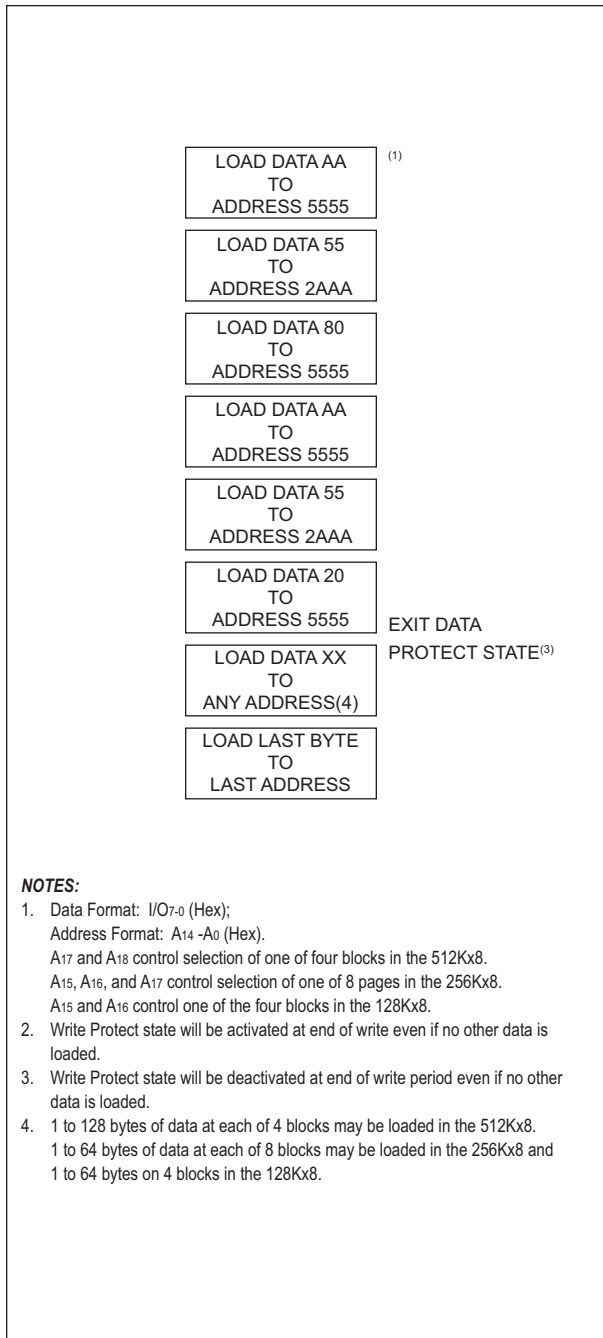 LOAD DATA AA (1)
TO
ADDRESS 5555
LOAD DATA 55
TO
ADDRESS 2AAA
LOAD DATA 80
TO
ADDRESS 5555
LOAD DATA AA
TO
ADDRESS 5555
LOAD DATA 55
TO
ADDRESS 2AAA
LOAD DATA 20
TO
ADDRESS 5555
EXIT DATA
PROTECT STATE(3)
LOAD DATA XX
TO
ANY ADDRESS(4)
LOAD LAST BYTE
TO
LAST ADDRESS
NOTES:
1. Data Format: I/O7-0 (Hex);
Address Format: A14 -A0 (Hex).
A17 and A18 control selection of one of four blocks in the 512Kx8.
A15, A16, and A17 control selection of one of 8 pages in the 256Kx8.
A15 and A16 control one of the four blocks in the 128Kx8.
2. Write Protect state will be activated at end of write even if no other data is
loaded.
3. Write Protect state will be deactivated at end of write period even if no other
data is loaded.
4. 1 to 128 bytes of data at each of 4 blocks may be loaded in the 512Kx8.
1 to 64 bytes of data at each of 8 blocks may be loaded in the 256Kx8 and
1 to 64 bytes on 4 blocks in the 128Kx8.